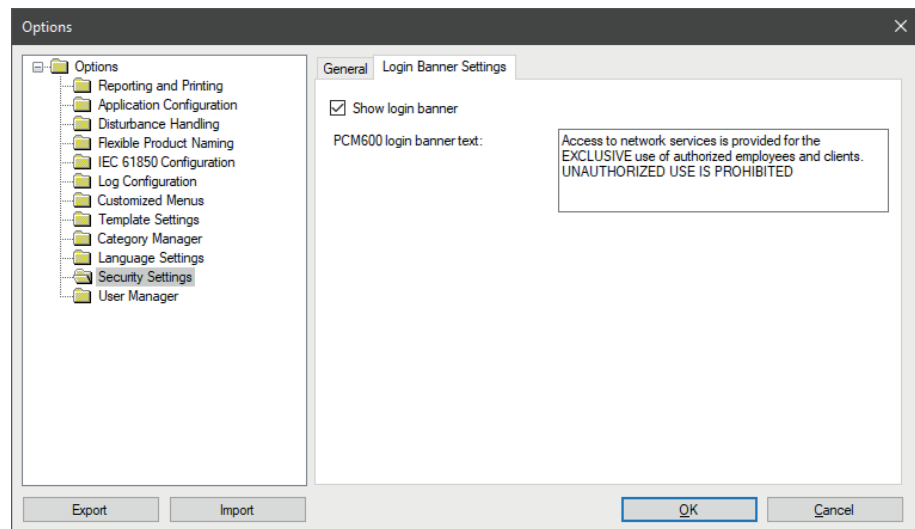 Options
Options
Reporting and Printing
Application Configuration
Disturbance Handling
Flexible Product Naming
IEC 61850 Configuration
Log Configuration
Customized Menus
Template Settings
Category Manager
Language Settings
Security Settings
User Manager
General
Login Banner Settings
Show login banner
PCM600 login banner text:
Access to network services is provided for the
EXCLUSIVE use of authorized employees and clients.
UNAUTHORIZED USE IS PROHIBITED
Export
Import
OK
Cancel